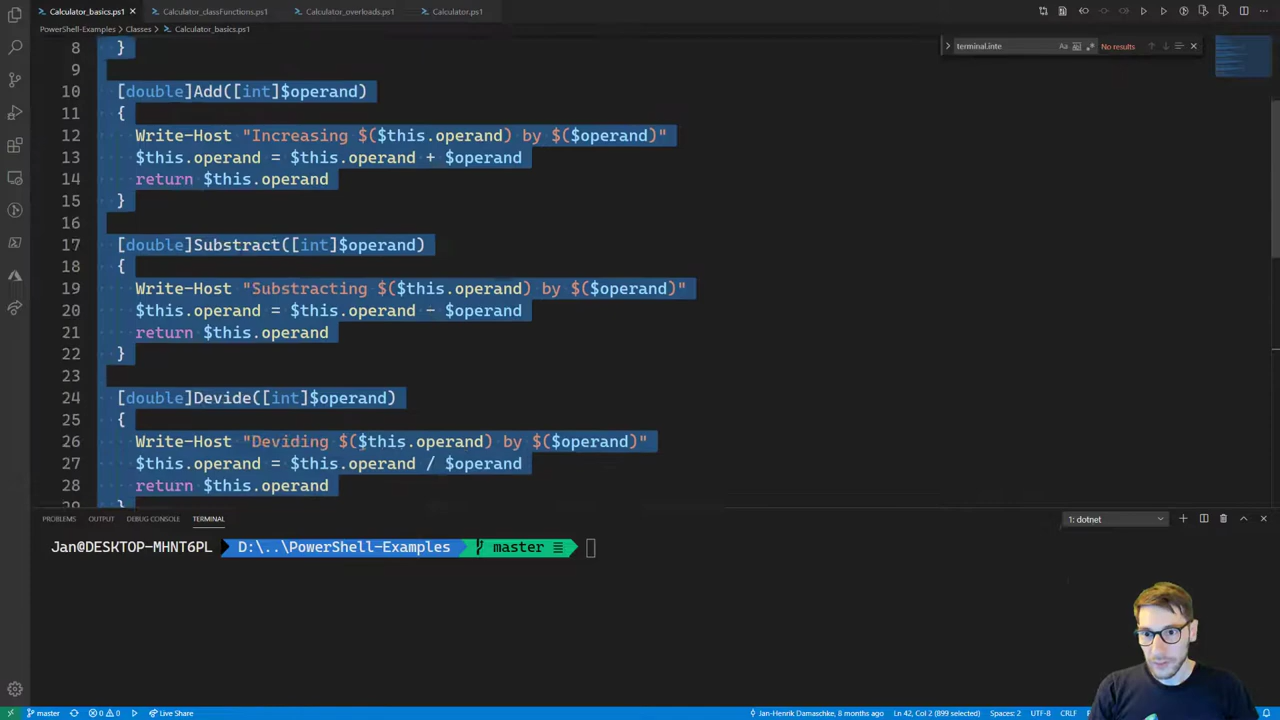 Calculator_basics.ps1
Calculator_classFunctions.ps1
Calculator_overloads.ps1
Calculator.ps1
PowerShell-Examples > Classes > Calculator_basics.ps1
terminal.inte
No results
8 }
9
10 [double]Add([int]$operand)
11 {
12 Write-Host "Increasing $($this.operand) by $($operand)"
13 $this.operand = $this.operand + $operand
14 return $this.operand
15 }
16
17 [double]Substract([int]$operand)
18 {
19 Write-Host "Substracting $($this.operand) by $($operand)"
20 $this.operand = $this.operand - $operand
21 return $this.operand
22 }
23
24 [double]Devide([int]$operand)
25 {
26 Write-Host "Deviding $($this.operand) by $($operand)"
27 $this.operand = $this.operand / $operand
28 return $this.operand
29 }
PROBLEMS OUTPUT DEBUG CONSOLE TERMINAL
1: dotnet
Jan@DESKTOP-MHNT6PL D:\..\PowerShell-Examples master
master 0 0 Live Share
Jan-Henrik Damaschke, 8 months ago Ln 42, Col 2 (899 selected) Spaces: 2 UTF-8 CRLF